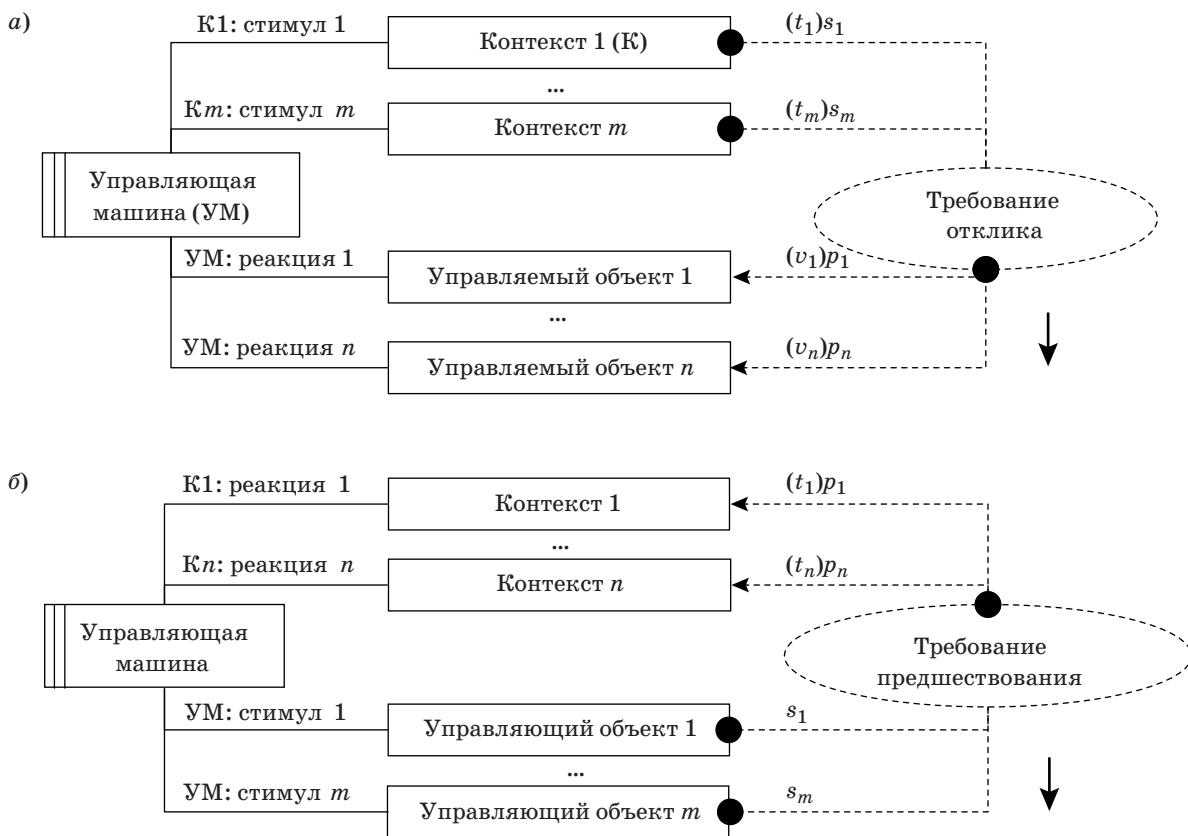 а)
К1: стимул 1
Контекст 1 (К)
(t₁)s₁
...
Кm: стимул m
Контекст m
(tₘ)sₘ
Управляющая
машина (УМ)
Требование
отклика
УМ: реакция 1
Управляемый объект 1
(v₁)p₁
...
УМ: реакция n
Управляемый объект n
(vₙ)pₙ
б)
К1: реакция 1
Контекст 1
(t₁)p₁
...
Кn: реакция n
Контекст n
(tₙ)pₙ
Управляющая
машина
Требование
предшествования
УМ: стимул 1
Управляющий объект 1
s₁
...
УМ: стимул m
Управляющий объект m
sₘ